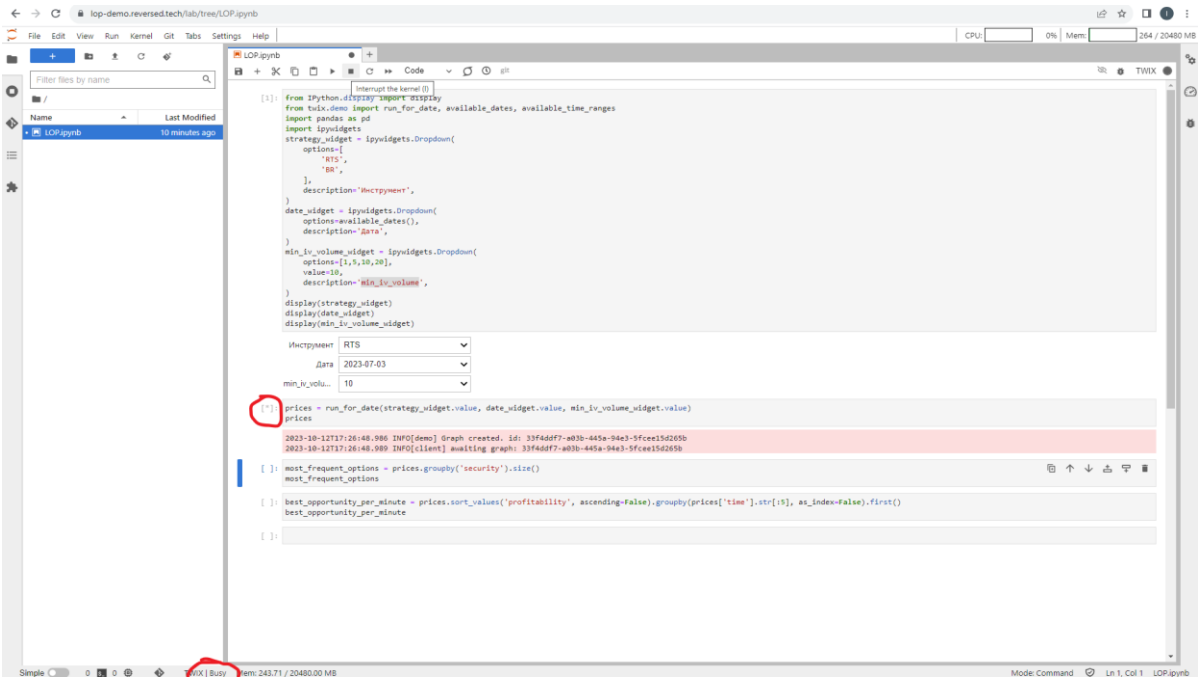 lop-demo.reversed.tech/lab/tree/LOP.ipynb
File Edit View Run Kernel Git Tabs Settings Help
CPU: 0% Mem: 264 / 20480 MB
LOP.ipynb
Code git
TWIX
Filter files by name
Interrupt the kernel (I)
/
Name Last Modified
LOP.ipynb 10 minutes ago
[1]: from IPython.display import display
from twix.demo import run_for_date, available_dates, available_time_ranges
import pandas as pd
import ipywidgets
strategy_widget = ipywidgets.Dropdown(
options=[
'RTS',
'BR',
],
description='Инструмент',
)
date_widget = ipywidgets.Dropdown(
options=available_dates(),
description='Дата',
)
min_iv_volume_widget = ipywidgets.Dropdown(
options=[1,5,10,20],
value=10,
description='min_iv_volume',
)
display(strategy_widget)
display(date_widget)
display(min_iv_volume_widget)
Инструмент RTS
Дата 2023-07-03
min_iv_volu... 10
[*]: prices = run_for_date(strategy_widget.value, date_widget.value, min_iv_volume_widget.value)
prices
2023-10-12T17:26:48.986 INFO[demo] Graph created. id: 33f4ddf7-a03b-445a-94e3-5fcee15d265b
2023-10-12T17:26:48.989 INFO[client] awaiting graph: 33f4ddf7-a03b-445a-94e3-5fcee15d265b
[ ]: most_frequent_options = prices.groupby('security').size()
most_frequent_options
[ ]: best_opportunity_per_minute = prices.sort_values('profitability', ascending=False).groupby(prices['time'].str[:5], as_index=False).first()
best_opportunity_per_minute
[ ]:
Simple 0 0 TWIX | Busy Mem: 243.71 / 20480.00 MB
Mode: Command Ln 1, Col 1 LOP.ipynb